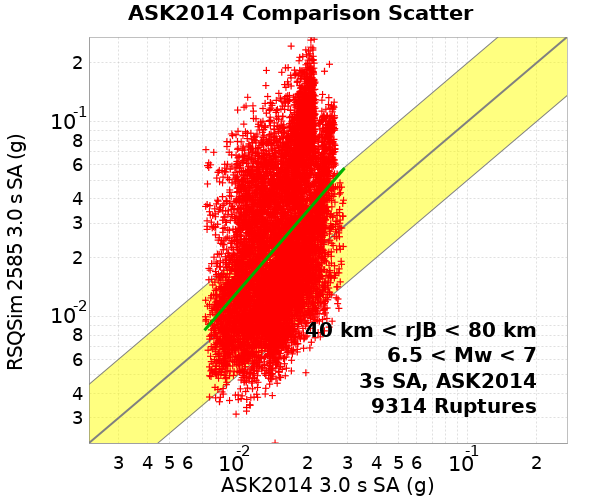 ASK2014 Comparison Scatter
RSQSim 2585 3.0 s SA (g)
2
10-1
8
6
4
3
2
10-2
8
6
4
3
40 km < rJB < 80 km
6.5 < Mw < 7
3s SA, ASK2014
9314 Ruptures
3 4 5 6 10-2 2 3 4 5 6 10-1 2
ASK2014 3.0 s SA (g)